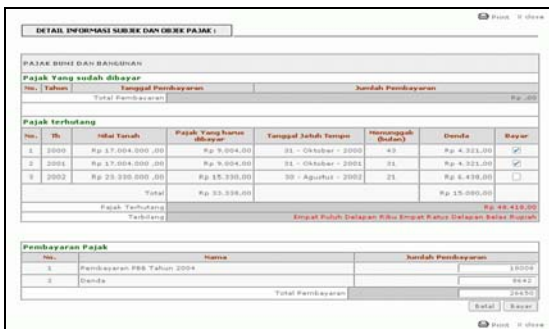 Print X close
DETAIL INFORMASI SUBJEK DAN OBJEK PAJAK :
PAJAK BUMI DAN BANGUNAN
Pajak Yang sudah dibayar
No. Tahun Tanggal Pembayaran Jumlah Pembayaran
Total Pembayaran Rp ,00
Pajak terhutang
No. Th Nilai Tanah Pajak Yang harus dibayar Tanggal Jatuh Tempo Menunggak (bulan) Denda Bayar
1 2000 Rp 17.004.000 ,00 Rp 9.004,00 31 - Oktober - 2000 43 Rp 4.321,00
2 2001 Rp 17.004.000 ,00 Rp 9.004,00 31 - Oktober - 2001 31 Rp 4.321,00
3 2002 Rp 23.330.000 ,00 Rp 15.330,00 30 - Agustus - 2002 21 Rp 6.438,00
Total Rp 33.338,00 Rp 15.080,00
Pajak Terhutang Rp 48.418,00
Terbilang Empat Puluh Delapan Ribu Empat Ratus Delapan Belas Rupiah
Pembayaran Pajak
No. Nama Jumlah Pembayaran
1 Pembayaran PBB Tahun 2004 18008
2 Denda 8642
Total Pembayaran 26650
Batal Bayar
Print X close